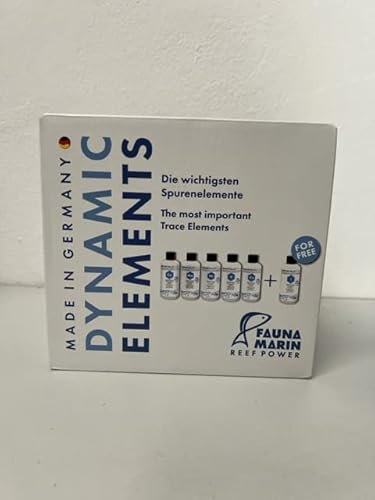 MADE IN GERMANY
DYNAMIC
ELEMENTS
Die wichtigsten
Spurenelemente
The most important
Trace Elements
+
FOR
FREE
FAUNA
MARIN
REEF POWER